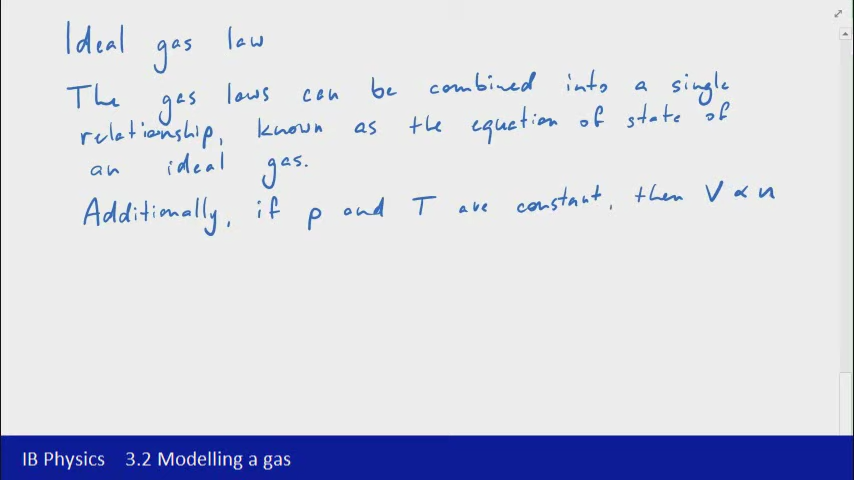 Ideal gas law
The gas laws can be combined into a single
relationship, known as the equation of state of
an ideal gas.
Additionally, if p and T are constant, then V ∝ n
IB Physics 3.2 Modelling a gas